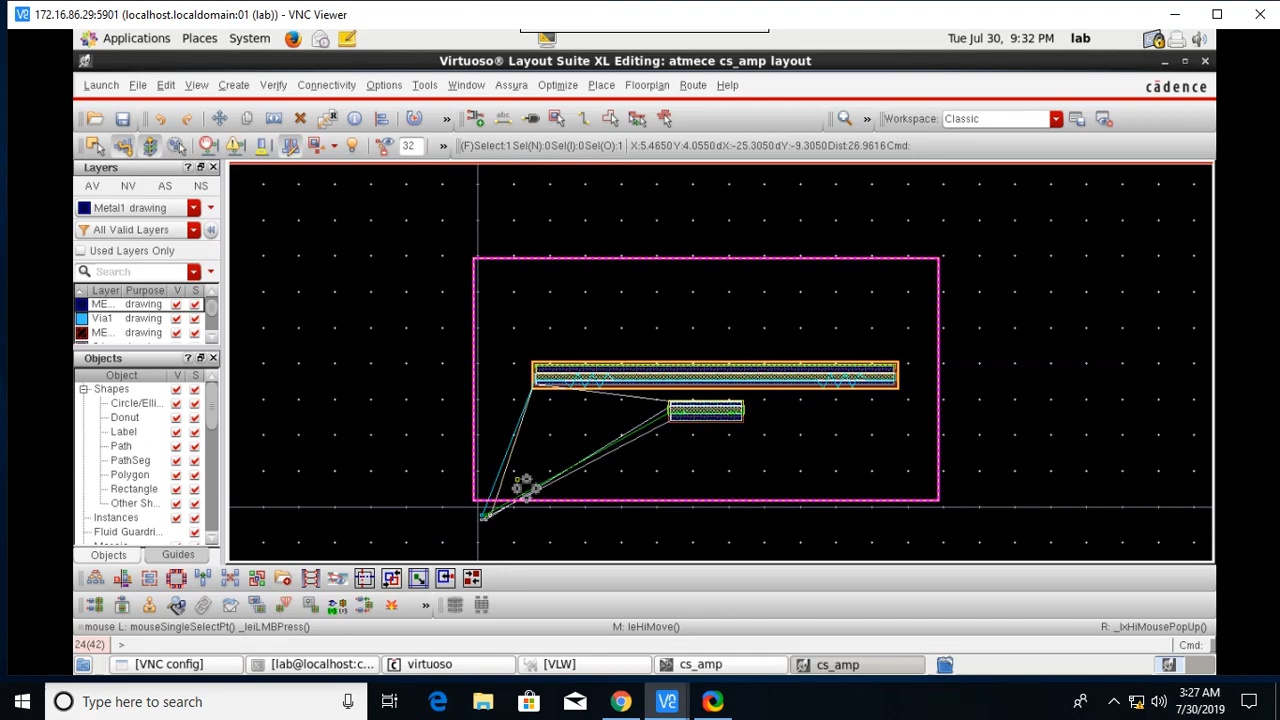 172.16.86.29:5901 (localhost.localdomain:01 (lab)) - VNC Viewer
Applications Places System
Tue Jul 30, 9:32 PM lab
Virtuoso® Layout Suite XL Editing: atmece cs_amp layout
Launch File Edit View Create Verify Connectivity Options Tools Window Assura Optimize Place Floorplan Route Help
cādence
» » Workspace: Classic
32 » (F)Select:1 Sel(N):0 Sel(I):0 Sel(O):1 X:5.4650 Y:4.0550 dX:-25.3050 dY:-9.3050 Dist:26.9616 Cmd:
Layers
AV NV AS NS
Metal1 drawing
All Valid Layers
Used Layers Only
Search
Layer Purpose V S
ME... drawing
Via1 drawing
ME... drawing
Objects
Object V S
Shapes
Circle/Elli...
Donut
Label
Path
PathSeg
Polygon
Rectangle
Other Sh...
Instances
Fluid Guardri...
Objects Guides
»
mouse L: mouseSingleSelectPt() _leiLMBPress() M: leHiMove() R: _lxHiMousePopUp()
24(42) > Cmd:
[VNC config] [lab@localhost:c... virtuoso [VLW] cs_amp cs_amp
Type here to search
3:27 AM
7/30/2019